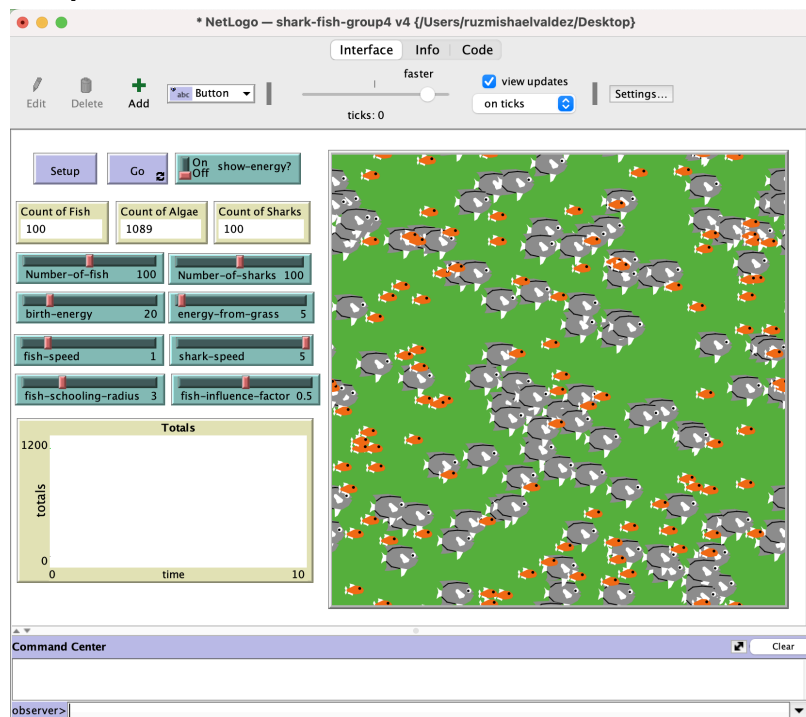 * NetLogo — shark-fish-group4 v4 {/Users/ruzmishaelvaldez/Desktop}
Interface Info Code
Edit Delete Add abc Button faster ticks: 0 view updates on ticks Settings...
Setup Go On Off show-energy?
Count of Fish Count of Algae Count of Sharks
100 1089 100
Number-of-fish 100 Number-of-sharks 100
birth-energy 20 energy-from-grass 5
fish-speed 1 shark-speed 5
fish-schooling-radius 3 fish-influence-factor 0.5
Totals
1200
totals
0
0 time 10
Command Center Clear
observer>